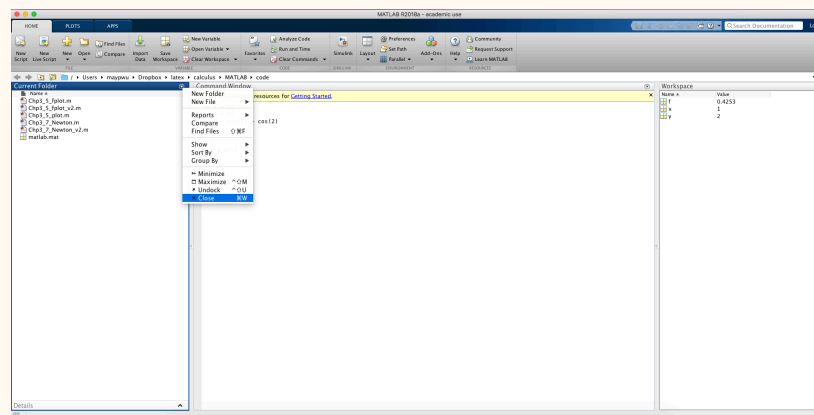 MATLAB R2018a - academic use
HOME PLOTS APPS
Search Documentation
New Script
New Live Script
New
Open
Find Files
Compare
Import Data
Save Workspace
New Variable
Open Variable
Clear Workspace
Favorites
Analyze Code
Run and Time
Clear Commands
Simulink
Layout
Preferences
Set Path
Parallel
Add-Ons
Help
Community
Request Support
Learn MATLAB
FILE VARIABLE CODE SIMULINK ENVIRONMENT RESOURCES
/ Users maypwu Dropbox latex calculus MATLAB code
Current Folder
Name
Chp3_5_fplot.m
Chp3_5_fplot_v2.m
Chp3_5_plot.m
Chp3_7_Newton.m
Chp3_7_Newton_v2.m
matlab.mat
Details
New Folder
New File
Reports
Compare
Find Files ⇧⌘F
Show
Sort By
Group By
Minimize
Maximize ^⇧M
Undock ^⇧U
Close ⌘W
Command Window
resources for Getting Started.
cos(2)
Workspace
Name Value
f 0.4253
x 1
y 2